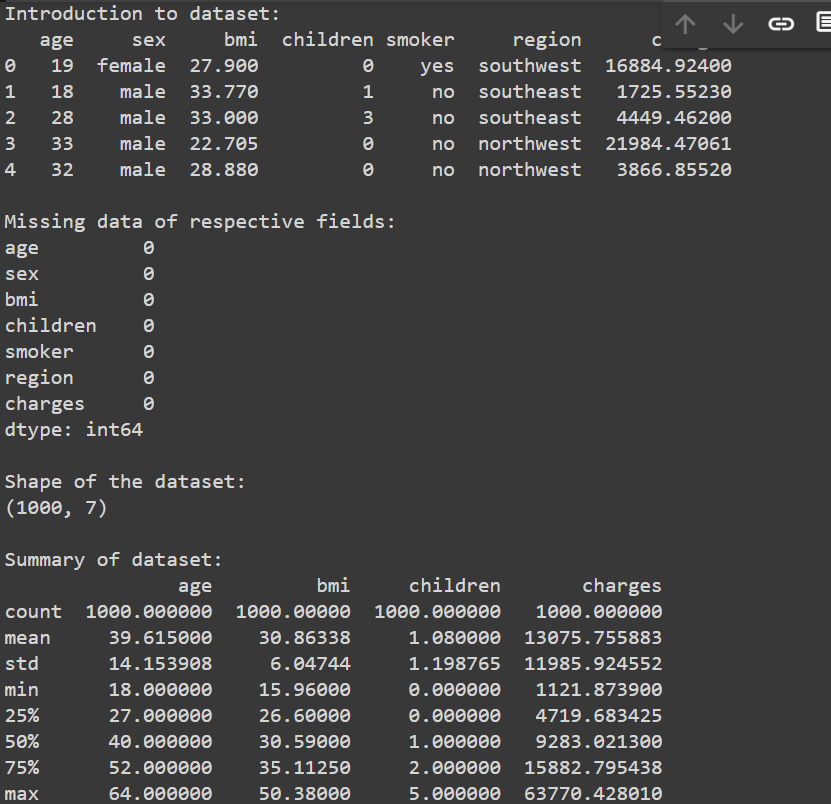 Introduction to dataset:
age sex bmi children smoker region
0 19 female 27.900 0 yes southwest 16884.92400
1 18 male 33.770 1 no southeast 1725.55230
2 28 male 33.000 3 no southeast 4449.46200
3 33 male 22.705 0 no northwest 21984.47061
4 32 male 28.880 0 no northwest 3866.85520
Missing data of respective fields:
age 0
sex 0
bmi 0
children 0
smoker 0
region 0
charges 0
dtype: int64
Shape of the dataset:
(1000, 7)
Summary of dataset:
age bmi children charges
count 1000.000000 1000.00000 1000.000000 1000.000000
mean 39.615000 30.86338 1.080000 13075.755883
std 14.153908 6.04744 1.198765 11985.924552
min 18.000000 15.96000 0.000000 1121.873900
25% 27.000000 26.60000 0.000000 4719.683425
50% 40.000000 30.59000 1.000000 9283.021300
75% 52.000000 35.11250 2.000000 15882.795438
max 64.000000 50.38000 5.000000 63770.428010